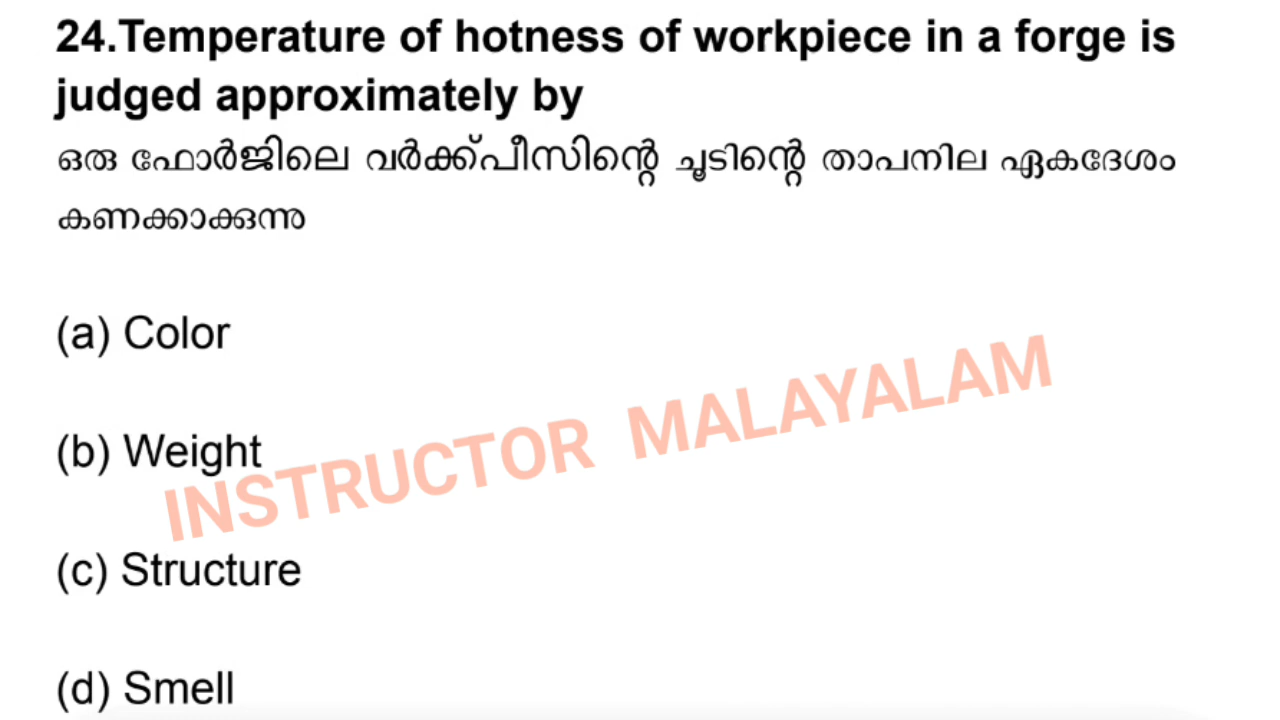 24.Temperature of hotness of workpiece in a forge is
judged approximately by
ഒരു ഫോർജിലെ വർക്ക്പീസിന്റെ ചൂടിന്റെ താപനില ഏകദേശം
കണക്കാക്കുന്നു
(a) Color
(b) Weight
INSTRUCTOR MALAYALAM
(c) Structure
(d) Smell